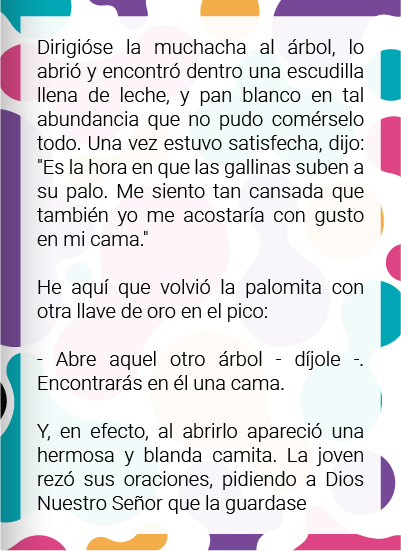 Dirigióse la muchacha al árbol, lo
abrió y encontró dentro una escudilla
llena de leche, y pan blanco en tal
abundancia que no pudo comérselo
todo. Una vez estuvo satisfecha, dijo:
"Es la hora en que las gallinas suben a
su palo. Me siento tan cansada que
también yo me acostaría con gusto
en mi cama."
He aquí que volvió la palomita con
otra llave de oro en el pico:
- Abre aquel otro árbol - díjole -.
Encontrarás en él una cama.
Y, en efecto, al abrirlo apareció una
hermosa y blanda camita. La joven
rezó sus oraciones, pidiendo a Dios
Nuestro Señor que la guardase